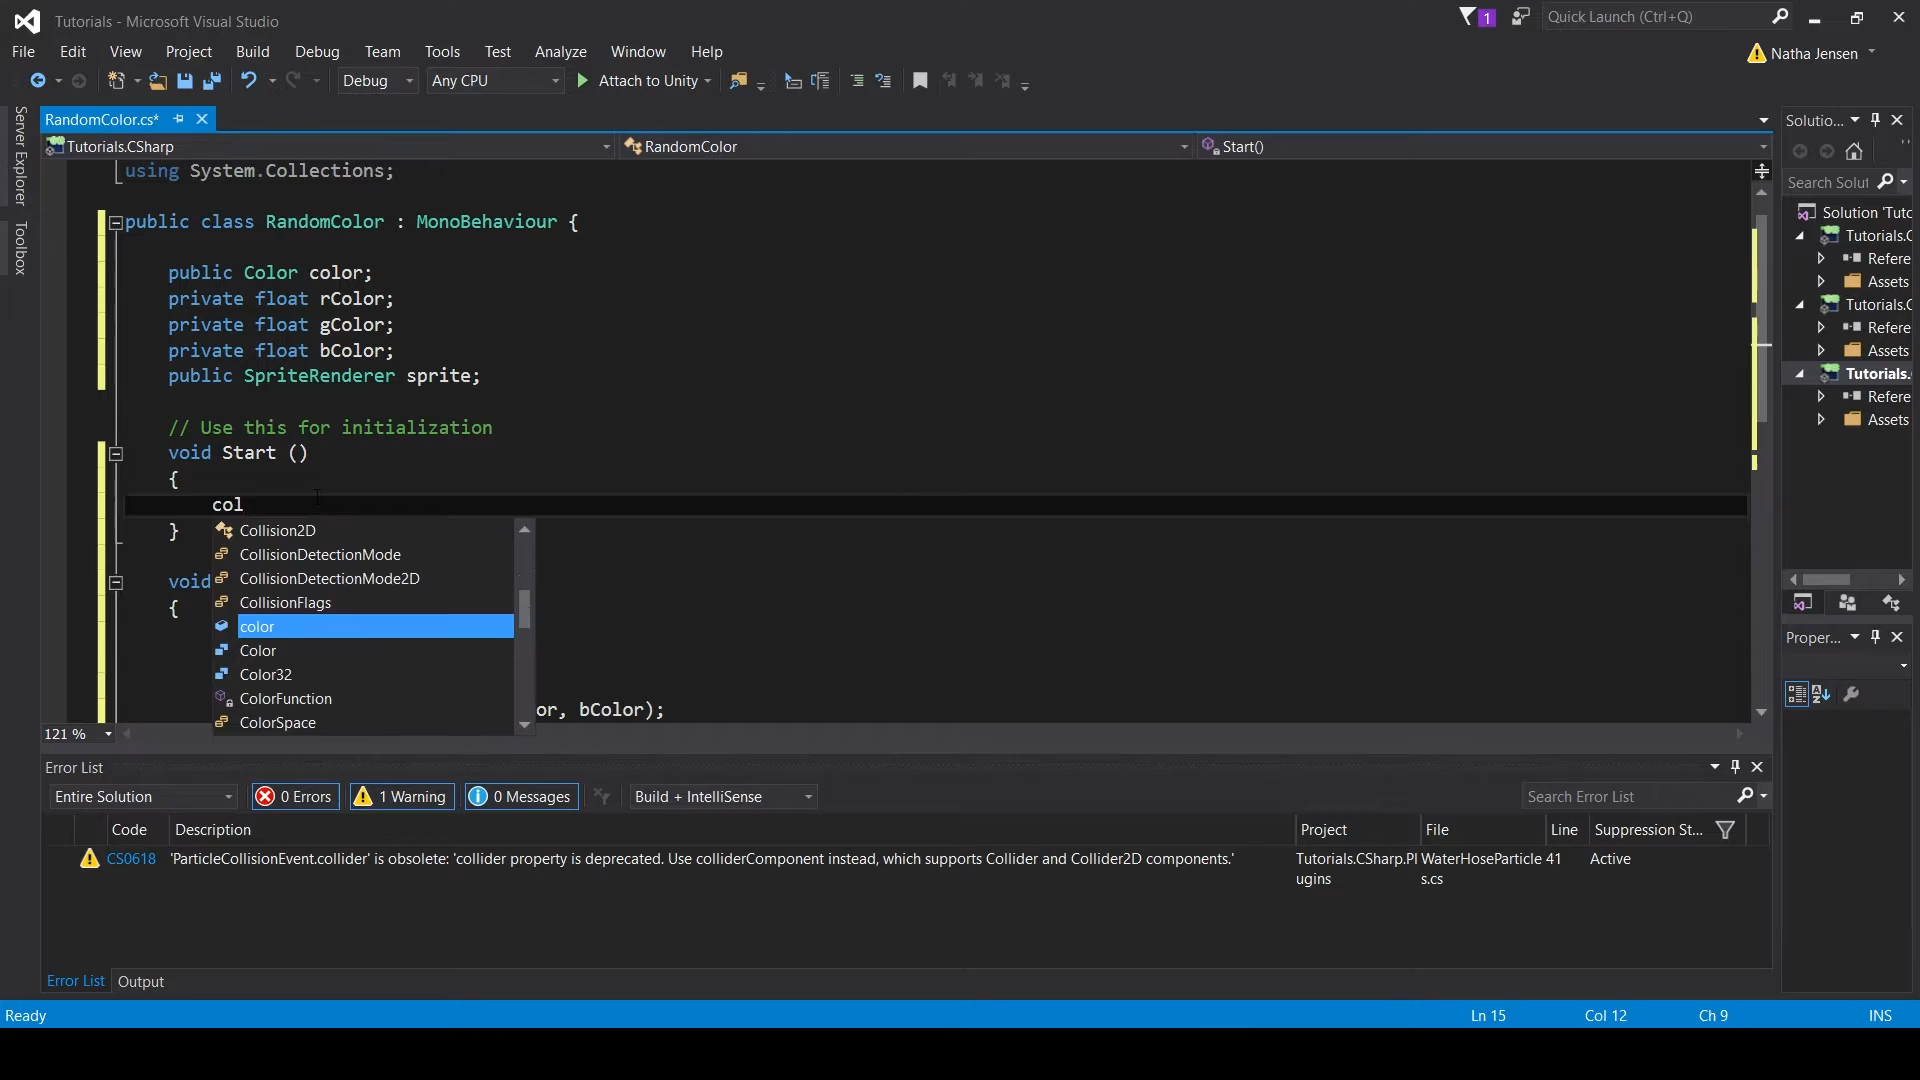 Tutorials - Microsoft Visual Studio
1
Quick Launch (Ctrl+Q)
File Edit View Project Build Debug Team Tools Test Analyze Window Help
Natha Jensen
Debug Any CPU Attach to Unity
Server Explorer
Toolbox
RandomColor.cs*
Tutorials.CSharp RandomColor Start()
using System.Collections;
public class RandomColor : MonoBehaviour {
public Color color;
private float rColor;
private float gColor;
private float bColor;
public SpriteRenderer sprite;
// Use this for initialization
void Start ()
{
col
}
void
{
or, bColor);
Collision2D
CollisionDetectionMode
CollisionDetectionMode2D
CollisionFlags
color
Color
Color32
ColorFunction
ColorSpace
121 %
Solutio...
Search Solut
Solution 'Tuto
Tutorials.C
Refere
Assets
Tutorials.C
Refere
Assets
Tutorials.
Refere
Assets
Proper...
Error List
Entire Solution 0 Errors 1 Warning 0 Messages Build + IntelliSense Search Error List
Code Description Project File Line Suppression St...
CS0618 'ParticleCollisionEvent.collider' is obsolete: 'collider property is deprecated. Use colliderComponent instead, which supports Collider and Collider2D components.' Tutorials.CSharp.Pl WaterHoseParticle 41 Active
ugins s.cs
Error List Output
Ready Ln 15 Col 12 Ch 9 INS